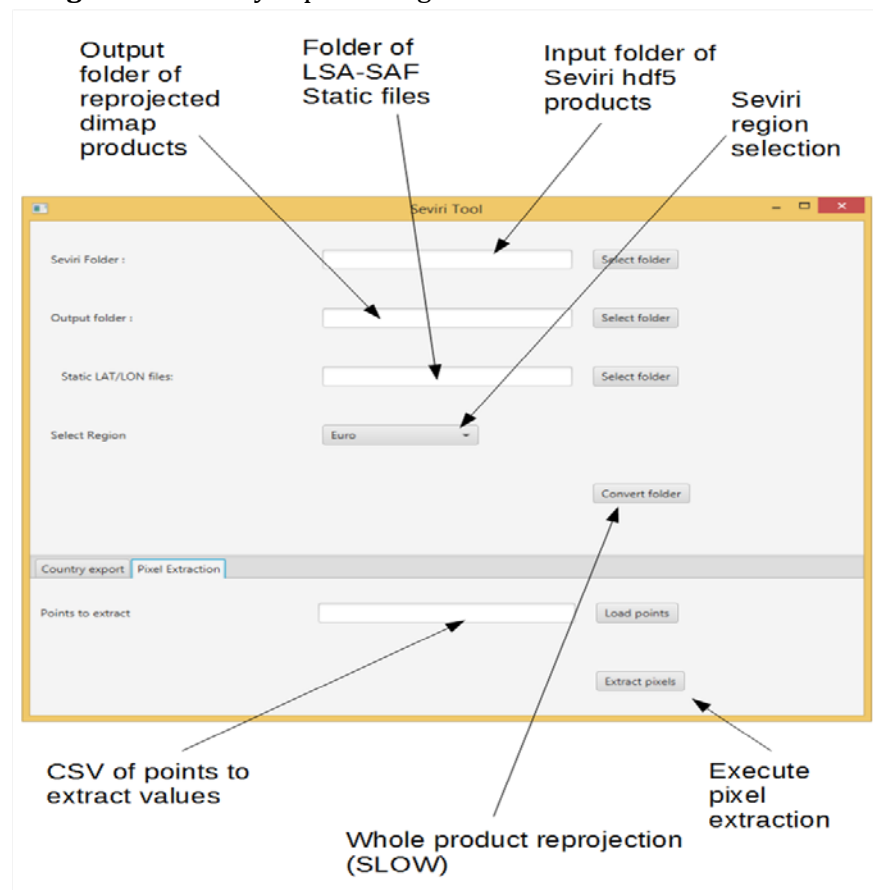 Output
folder of
reprojected
dimap
products
Folder of
LSA-SAF
Static files
Input folder of
Seviri hdf5
products
Seviri
region
selection
Seviri Tool
Seviri Folder :
Select folder
Output folder :
Select folder
Static LAT/LON files:
Select folder
Select Region
Euro
Convert folder
Country export
Pixel Extraction
Points to extract
Load points
Extract pixels
CSV of points to
extract values
Whole product reprojection
(SLOW)
Execute
pixel
extraction